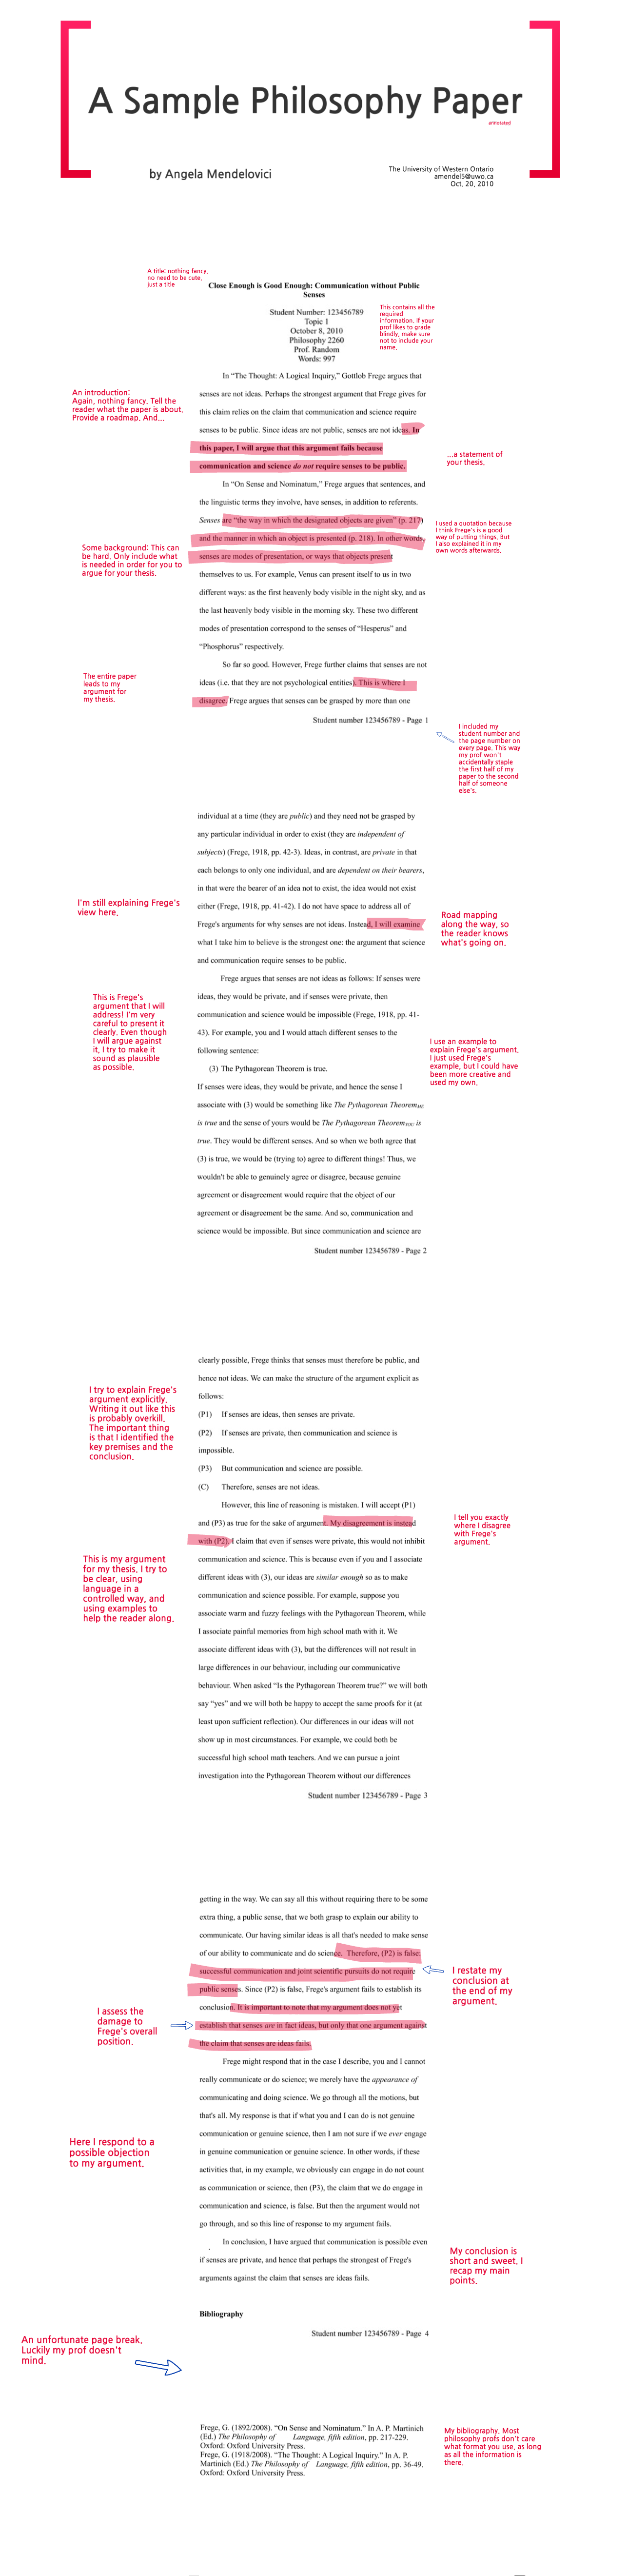 A Sample Philosophy Paper
annotated
by Angela Mendelovici
The University of Western Ontario
amendel5@uwo.ca
Oct. 20, 2010
A title: nothing fancy,
no need to be cute,
just a title
Close Enough is Good Enough: Communication without Public
Senses
This contains all the
required
information. If your
prof likes to grade
blindly, make sure
not to include your
name.
Student Number: 123456789
Topic 1
October 8, 2010
Philosophy 2260
Prof. Random
Words: 997
An introduction:
Again, nothing fancy. Tell the
reader what the paper is about.
Provide a roadmap. And...
In “The Thought: A Logical Inquiry,” Gottlob Frege argues that
senses are not ideas. Perhaps the strongest argument that Frege gives for
this claim relies on the claim that communication and science require
senses to be public. Since ideas are not public, senses are not ideas. In
this paper, I will argue that this argument fails because
communication and science do not require senses to be public.
...a statement of
your thesis.
In “On Sense and Nominatum,” Frege argues that sentences, and
the linguistic terms they involve, have senses, in addition to referents.
Senses are “the way in which the designated objects are given” (p. 217)
and the manner in which an object is presented (p. 218). In other words,
senses are modes of presentation, or ways that objects present
themselves to us. For example, Venus can present itself to us in two
different ways: as the first heavenly body visible in the night sky, and as
the last heavenly body visible in the morning sky. These two different
modes of presentation correspond to the senses of “Hesperus” and
“Phosphorus” respectively.
I used a quotation because
I think Frege's is a good
way of putting things. But
I also explained it in my
own words afterwards.
Some background: This can
be hard. Only include what
is needed in order for you to
argue for your thesis.
So far so good. However, Frege further claims that senses are not
ideas (i.e. that they are not psychological entities). This is where I
disagree. Frege argues that senses can be grasped by more than one
The entire paper
leads to my
argument for
my thesis.
Student number 123456789 - Page 1
I included my
student number and
the page number on
every page. This way
my prof won't
accidentally staple
the first half of my
paper to the second
half of someone
else's.
individual at a time (they are public) and they need not be grasped by
any particular individual in order to exist (they are independent of
subjects) (Frege, 1918, pp. 42-3). Ideas, in contrast, are private in that
each belongs to only one individual, and are dependent on their bearers,
in that were the bearer of an idea not to exist, the idea would not exist
either (Frege, 1918, pp. 41-42). I do not have space to address all of
Frege's arguments for why senses are not ideas. Instead, I will examine
what I take him to believe is the strongest one: the argument that science
and communication require senses to be public.
I'm still explaining Frege's
view here.
Road mapping
along the way, so
the reader knows
what's going on.
Frege argues that senses are not ideas as follows: If senses were
ideas, they would be private, and if senses were private, then
communication and science would be impossible (Frege, 1918, pp. 41-
43). For example, you and I would attach different senses to the
following sentence:
(3) The Pythagorean Theorem is true.
This is Frege's
argument that I will
address! I'm very
careful to present it
clearly. Even though
I will argue against
it, I try to make it
sound as plausible
as possible.
I use an example to
explain Frege's argument.
I just used Frege's
example, but I could have
been more creative and
used my own.
If senses were ideas, they would be private, and hence the sense I
associate with (3) would be something like The Pythagorean TheoremME
is true and the sense of yours would be The Pythagorean TheoremYOU is
true. They would be different senses. And so when we both agree that
(3) is true, we would be (trying to) agree to different things! Thus, we
wouldn't be able to genuinely agree or disagree, because genuine
agreement or disagreement would require that the object of our
agreement or disagreement be the same. And so, communication and
science would be impossible. But since communication and science are
Student number 123456789 - Page 2
clearly possible, Frege thinks that senses must therefore be public, and
hence not ideas. We can make the structure of the argument explicit as
follows:
(P1) If senses are ideas, then senses are private.
(P2) If senses are private, then communication and science is
impossible.
(P3) But communication and science are possible.
(C) Therefore, senses are not ideas.
I try to explain Frege's
argument explicitly.
Writing it out like this
is probably overkill.
The important thing
is that I identified the
key premises and the
conclusion.
However, this line of reasoning is mistaken. I will accept (P1)
and (P3) as true for the sake of argument. My disagreement is instead
with (P2). I claim that even if senses were private, this would not inhibit
communication and science. This is because even if you and I associate
different ideas with (3), our ideas are similar enough so as to make
communication and science possible. For example, suppose you
associate warm and fuzzy feelings with the Pythagorean Theorem, while
I associate painful memories from high school math with it. We
associate different ideas with (3), but the differences will not result in
large differences in our behaviour, including our communicative
behaviour. When asked “Is the Pythagorean Theorem true?” we will both
say “yes” and we will both be happy to accept the same proofs for it (at
least upon sufficient reflection). Our differences in our ideas will not
show up in most circumstances. For example, we could both be
successful high school math teachers. And we can pursue a joint
investigation into the Pythagorean Theorem without our differences
I tell you exactly
where I disagree
with Frege's
argument.
This is my argument
for my thesis. I try to
be clear, using
language in a
controlled way, and
using examples to
help the reader along.
Student number 123456789 - Page 3
getting in the way. We can say all this without requiring there to be some
extra thing, a public sense, that we both grasp to explain our ability to
communicate. Our having similar ideas is all that's needed to make sense
of our ability to communicate and do science. Therefore, (P2) is false:
successful communication and joint scientific pursuits do not require
public senses. Since (P2) is false, Frege's argument fails to establish its
conclusion. It is important to note that my argument does not yet
establish that senses are in fact ideas, but only that one argument against
the claim that senses are ideas fails.
I restate my
conclusion at
the end of my
argument.
I assess the
damage to
Frege's overall
position.
Frege might respond that in the case I describe, you and I cannot
really communicate or do science; we merely have the appearance of
communicating and doing science. We go through all the motions, but
that's all. My response is that if what you and I can do is not genuine
communication or genuine science, then I am not sure if we ever engage
in genuine communication or genuine science. In other words, if these
activities that, in my example, we obviously can engage in do not count
as communication or science, then (P3), the claim that we do engage in
communication and science, is false. But then the argument would not
go through, and so this line of response to my argument fails.
Here I respond to a
possible objection
to my argument.
In conclusion, I have argued that communication is possible even
if senses are private, and hence that perhaps the strongest of Frege's
arguments against the claim that senses are ideas fails.
My conclusion is
short and sweet. I
recap my main
points.
Bibliography
Student number 123456789 - Page 4
An unfortunate page break.
Luckily my prof doesn't
mind.
Frege, G. (1892/2008). “On Sense and Nominatum.” In A. P. Martinich
(Ed.) The Philosophy of Language, fifth edition, pp. 217-229.
Oxford: Oxford University Press.
Frege, G. (1918/2008). “The Thought: A Logical Inquiry.” In A. P.
Martinich (Ed.) The Philosophy of Language, fifth edition, pp. 36-49.
Oxford: Oxford University Press.
My bibliography. Most
philosophy profs don't care
what format you use, as long
as all the information is
there.